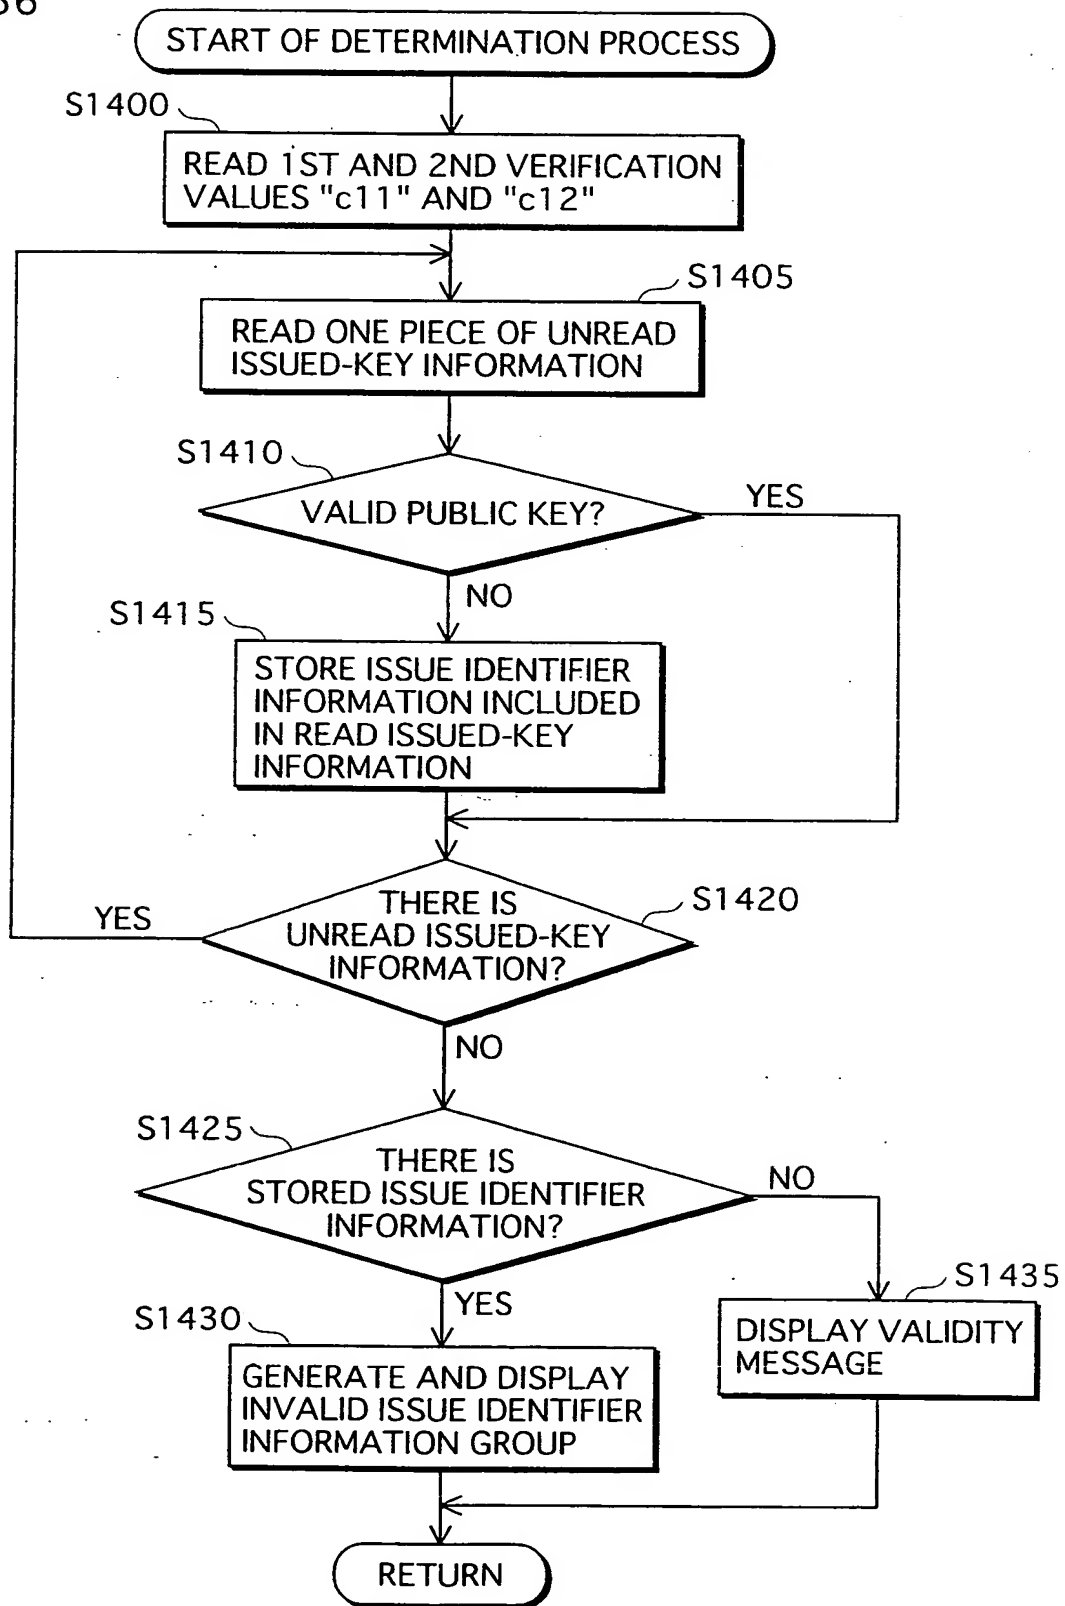 START OF DETERMINATION PROCESS
S1400
READ 1ST AND 2ND VERIFICATION
VALUES "c11" AND "c12"
S1405
READ ONE PIECE OF UNREAD
ISSUED-KEY INFORMATION
S1410
VALID PUBLIC KEY?
YES
NO
S1415
STORE ISSUE IDENTIFIER
INFORMATION INCLUDED
IN READ ISSUED-KEY
INFORMATION
S1420
THERE IS
UNREAD ISSUED-KEY
INFORMATION?
YES
NO
S1425
THERE IS
STORED ISSUE IDENTIFIER
INFORMATION?
NO
YES
S1435
DISPLAY VALIDITY
MESSAGE
S1430
GENERATE AND DISPLAY
INVALID ISSUE IDENTIFIER
INFORMATION GROUP
RETURN